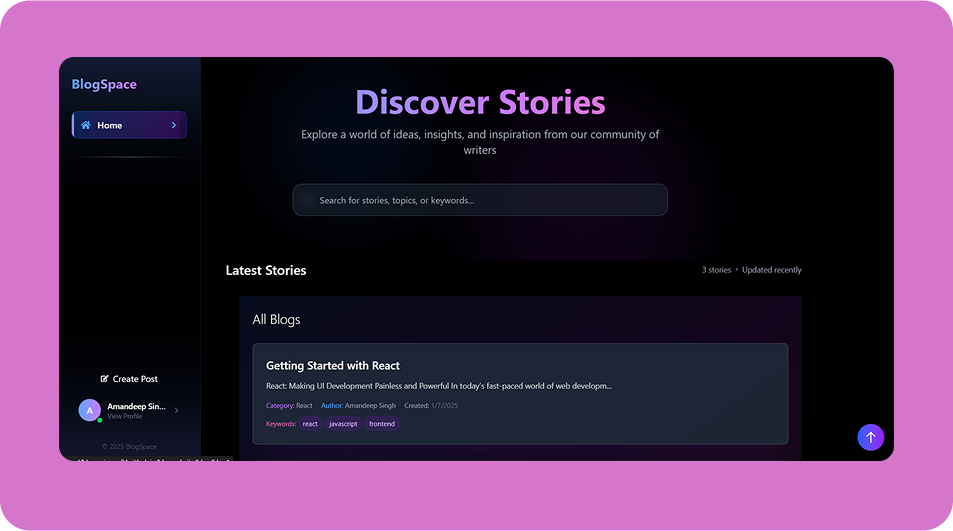 BlogSpace
Home
Discover Stories
Explore a world of ideas, insights, and inspiration from our community of
writers
Search for stories, topics, or keywords...
Latest Stories
3 stories • Updated recently
All Blogs
Getting Started with React
React: Making UI Development Painless and Powerful In today's fast-paced world of web developm...
Category: React Author: Amandeep Singh Created: 1/7/2025
Keywords: react javascript frontend
Create Post
A
Amandeep Sin...
View Profile
© 2025 BlogSpace